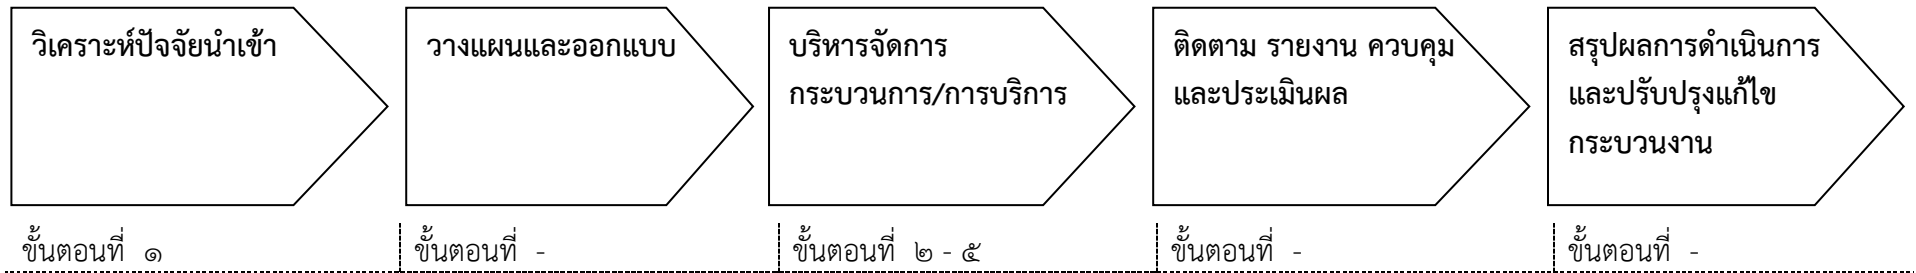 วิเคราะห์ปัจจัยนำเข้า
วางแผนและออกแบบ
บริหารจัดการ
กระบวนการ/การบริการ
ติดตาม รายงาน ควบคุม
และประเมินผล
สรุปผลการดำเนินการ
และปรับปรุงแก้ไข
กระบวนงาน
ขั้นตอนที่ ๑
ขั้นตอนที่ -
ขั้นตอนที่ ๒ - ๕
ขั้นตอนที่ -
ขั้นตอนที่ -